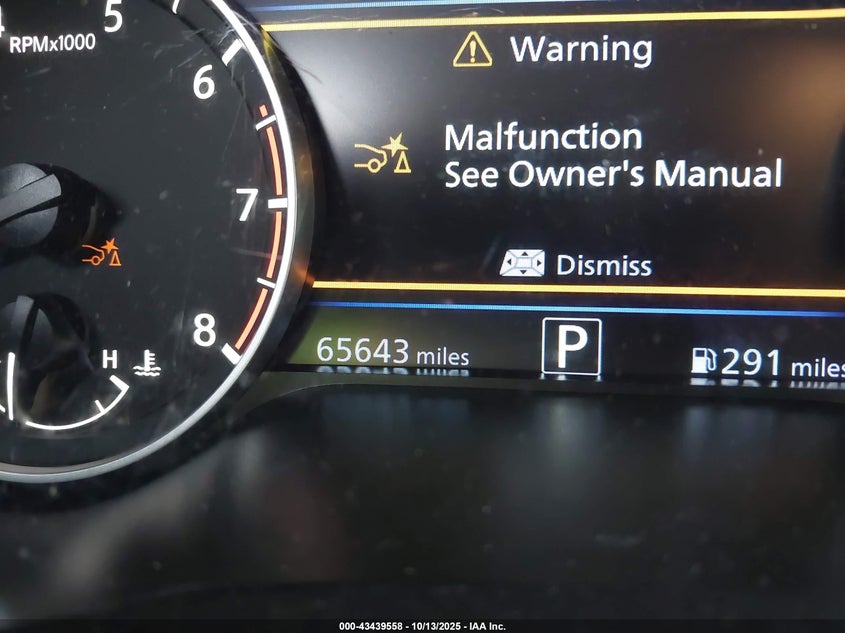 5
RPMx1000
6
7
8
H
Warning
Malfunction
See Owner's Manual
Dismiss
65643 miles
P
291 miles
000-43439558 - 10/13/2025 - IAA Inc.